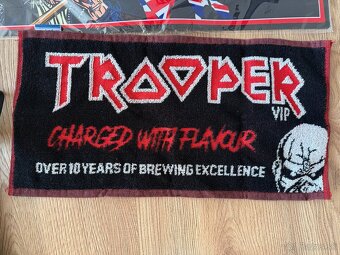 TROOPER
VIP
CHARGED WITH FLAVOUR
OVER 10 YEARS OF BREWING EXCELLENCE